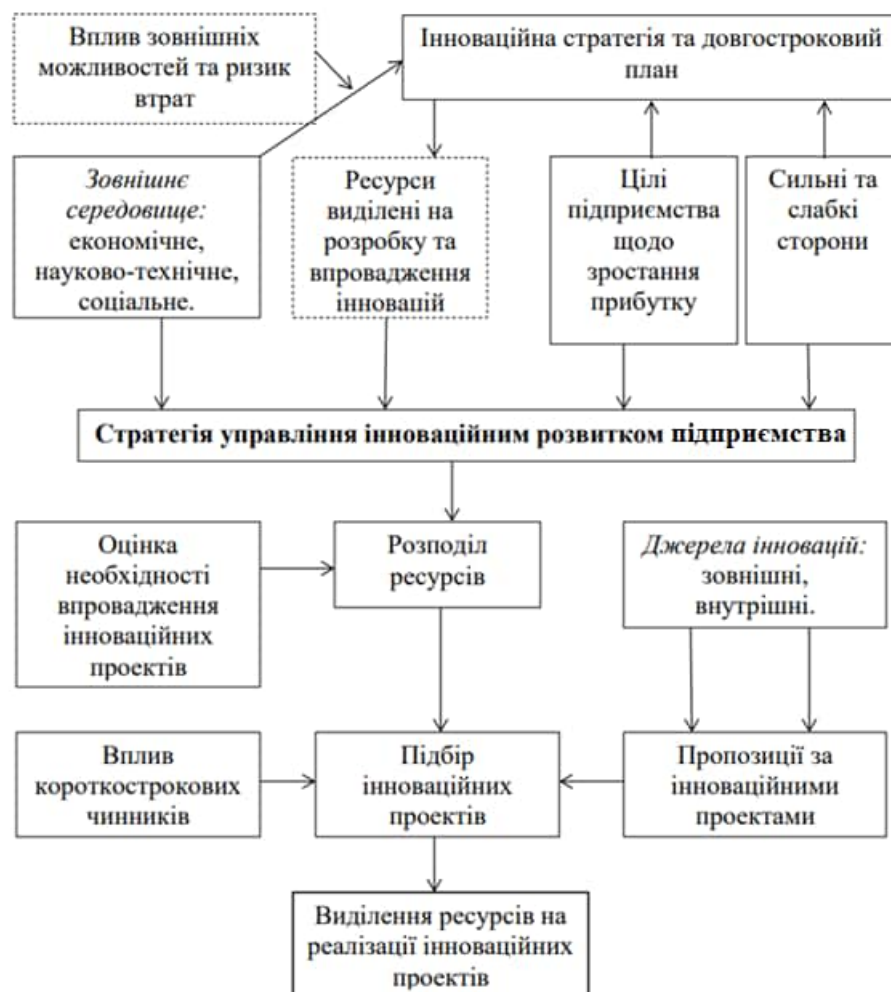 Вплив зовнішніх
можливостей та ризик
втрат
Інноваційна стратегія та довгостроковий
план
Зовнішнє
середовище:
економічне,
науково-технічне,
соціальне.
Ресурси
виділені на
розробку та
впровадження
інновацій
Цілі
підприємства
щодо
зростання
прибутку
Сильні та
слабкі
сторони
Стратегія управління інноваційним розвитком підприємства
Оцінка
необхідності
впровадження
інноваційних
проектів
Розподіл
ресурсів
Джерела інновацій:
зовнішні,
внутрішні.
Вплив
короткострокових
чинників
Підбір
інноваційних
проектів
Пропозиції за
інноваційними
проектами
Виділення ресурсів на
реалізації інноваційних
проектів